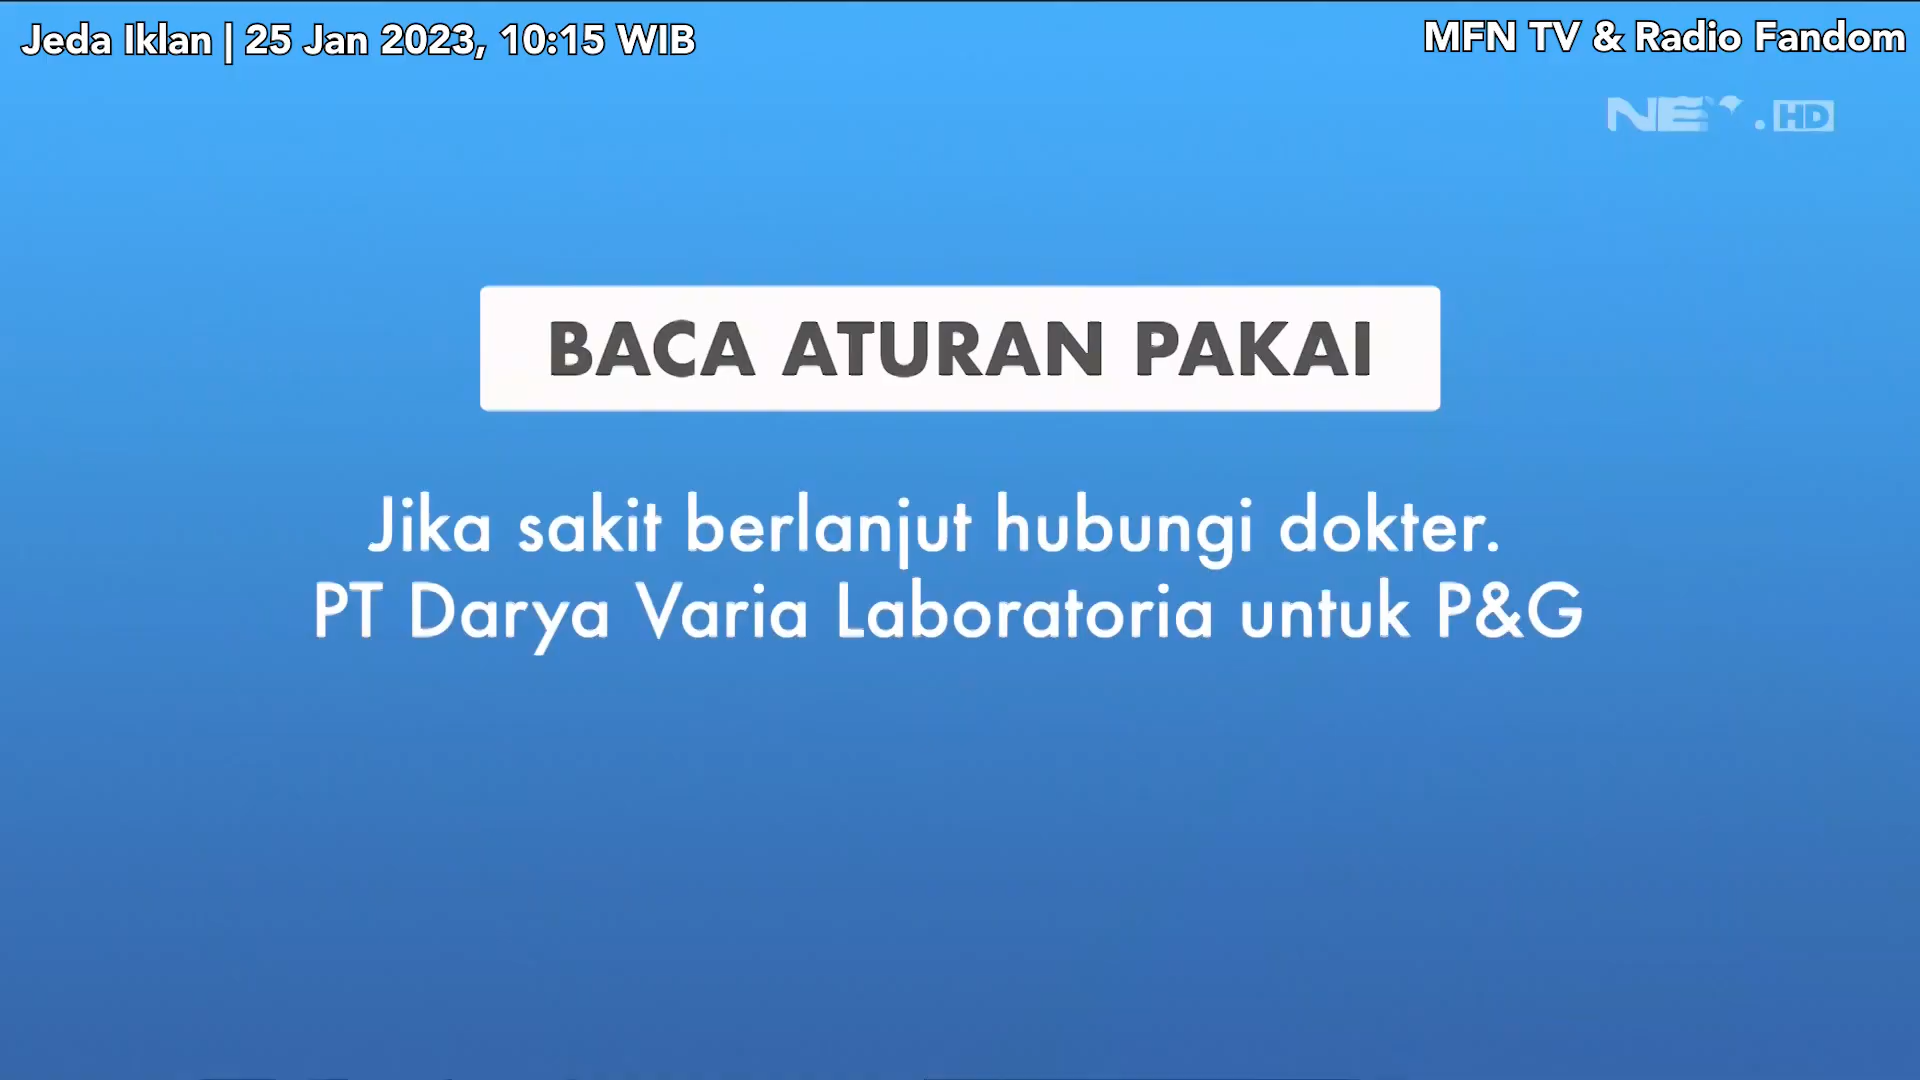 Jeda Iklan | 25 Jan 2023, 10:15 WIB
MFN TV & Radio Fandom
HD
BACA ATURAN PAKAI
Jika sakit berlanjut hubungi dokter.
PT Darya Varia Laboratoria untuk P&G